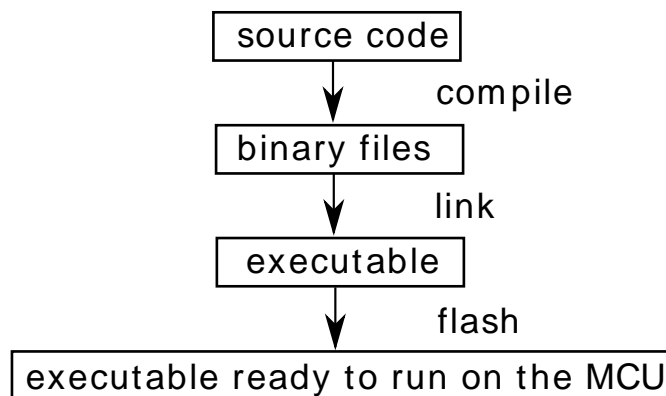 source code
compile
binary files
link
executable
flash
executable ready to run on the MCU